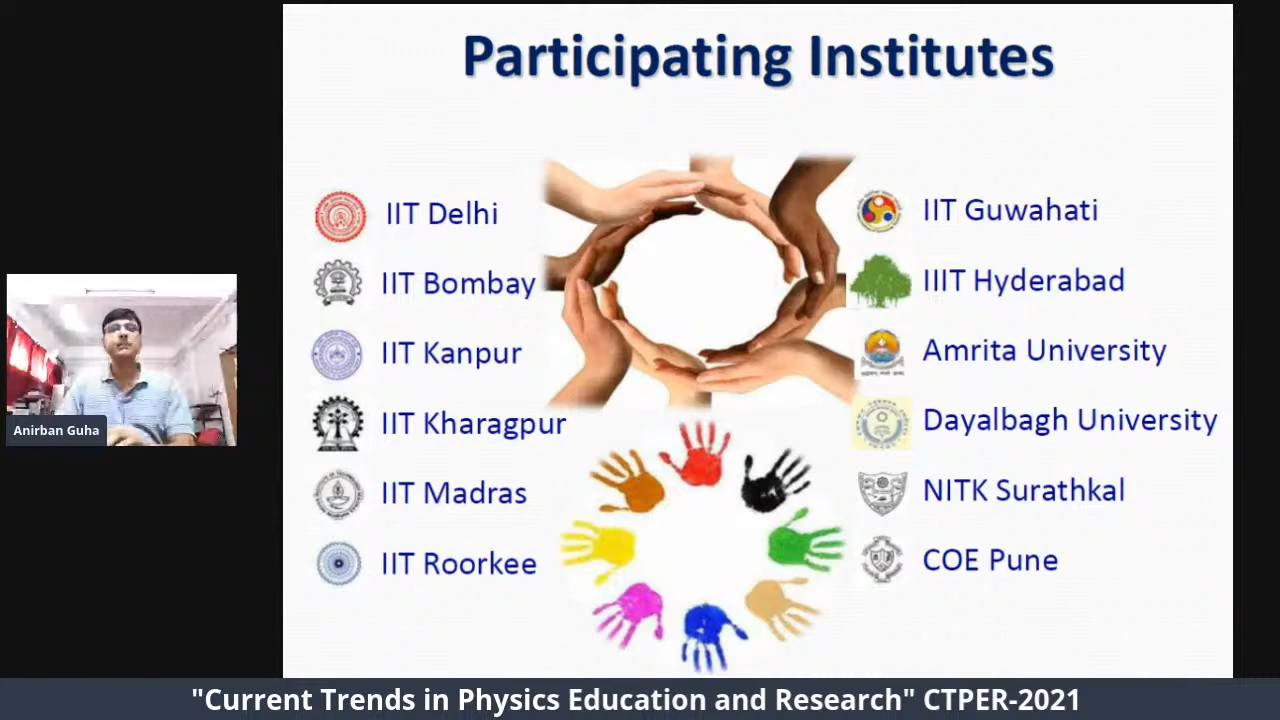 Participating Institutes
IIT Delhi
IIT Bombay
IIT Kanpur
IIT Kharagpur
IIT Madras
IIT Roorkee
IIT Guwahati
IIIT Hyderabad
Amrita University
Dayalbagh University
NITK Surathkal
COE Pune
Anirban Guha
"Current Trends in Physics Education and Research" CTPER-2021